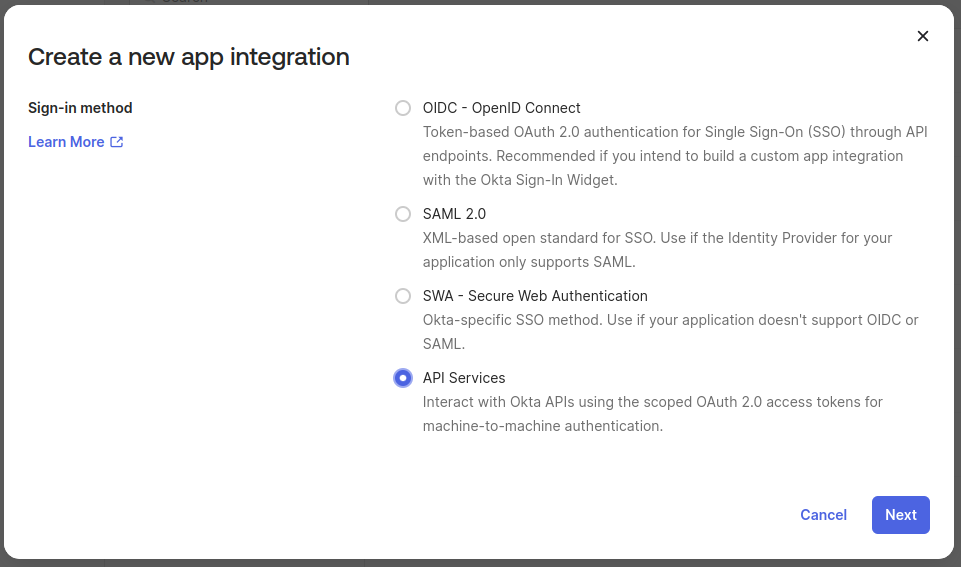 Create a new app integration
Sign-in method
Learn More
OIDC - OpenID Connect
Token-based OAuth 2.0 authentication for Single Sign-On (SSO) through API
endpoints. Recommended if you intend to build a custom app integration
with the Okta Sign-In Widget.
SAML 2.0
XML-based open standard for SSO. Use if the Identity Provider for your
application only supports SAML.
SWA - Secure Web Authentication
Okta-specific SSO method. Use if your application doesn't support OIDC or
SAML.
API Services
Interact with Okta APIs using the scoped OAuth 2.0 access tokens for
machine-to-machine authentication.
Cancel
Next